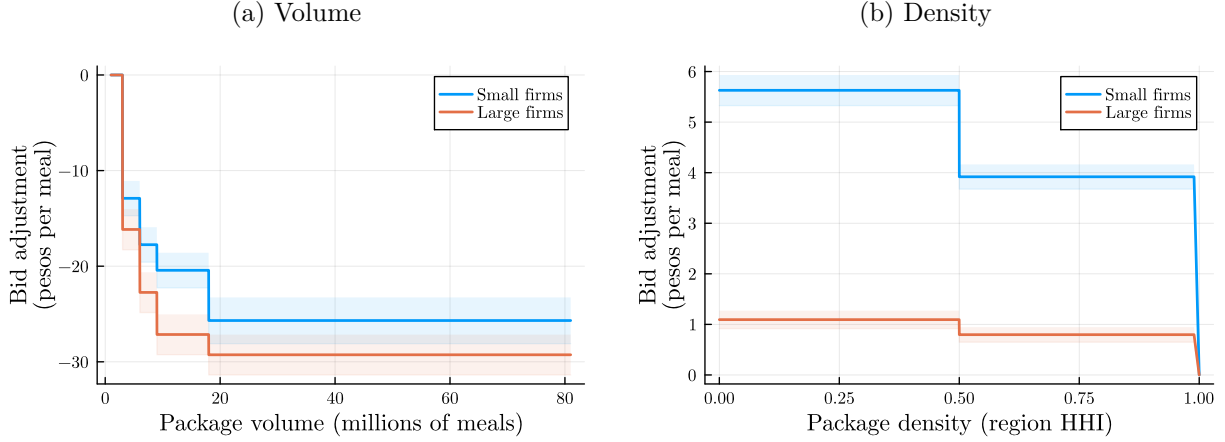 (a) Volume
0
−10
−20
−30
Bid adjustment
(pesos per meal)
Small firms
Large firms
0
20
40
60
80
Package volume (millions of meals)
(b) Density
6
5
4
3
2
1
0
Bid adjustment
(pesos per meal)
Small firms
Large firms
0.00
0.25
0.50
0.75
1.00
Package density (region HHI)